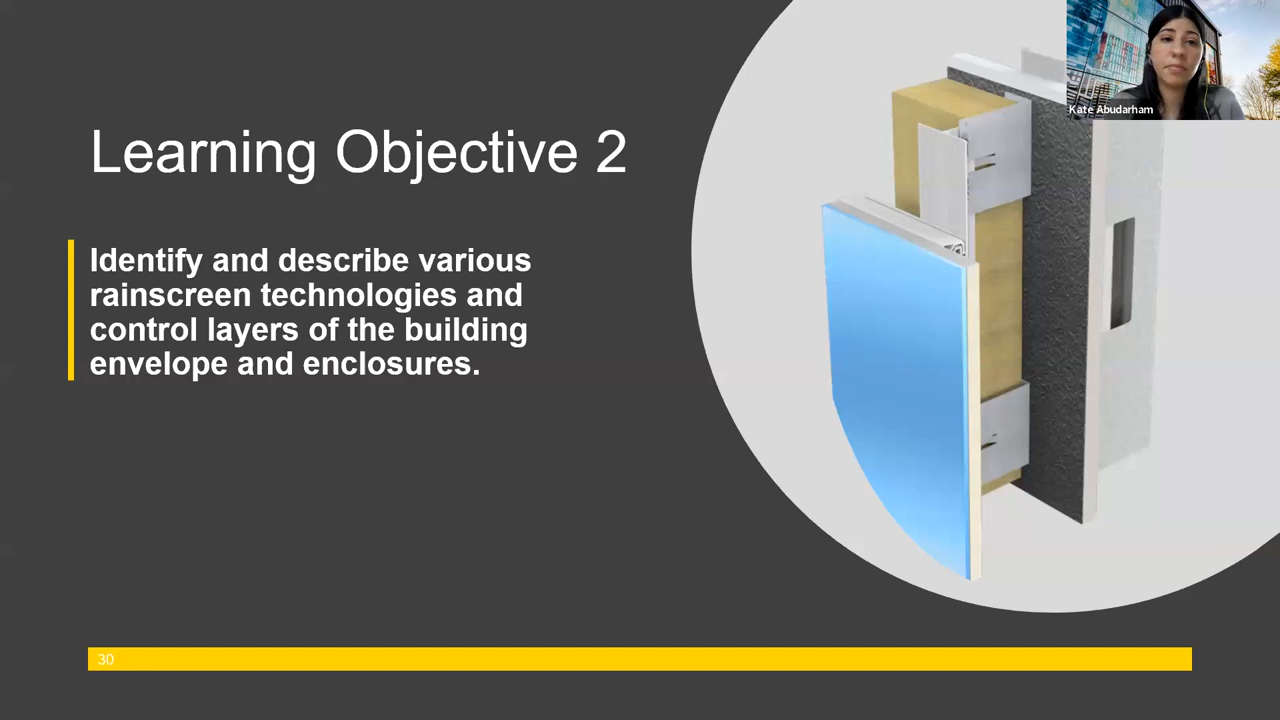 Kate Abudarham
Learning Objective 2
Identify and describe various
rainscreen technologies and
control layers of the building
envelope and enclosures.
30